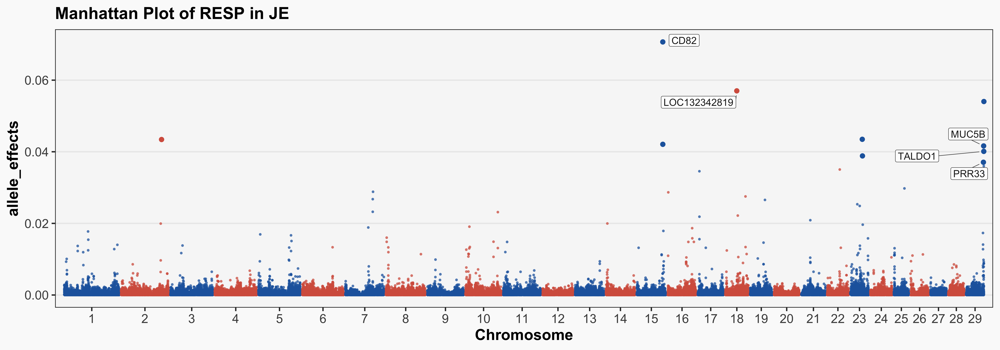 Manhattan Plot of RESP in JE
allele_effects
0.06
0.04
0.02
0.00
CD82
LOC132342819
MUC5B
TALDO1
PRR33
1 2 3 4 5 6 7 8 9 10 11 12 13 14 15 16 17 18 19 20 21 22 23 24 25 26 27 28 29
Chromosome